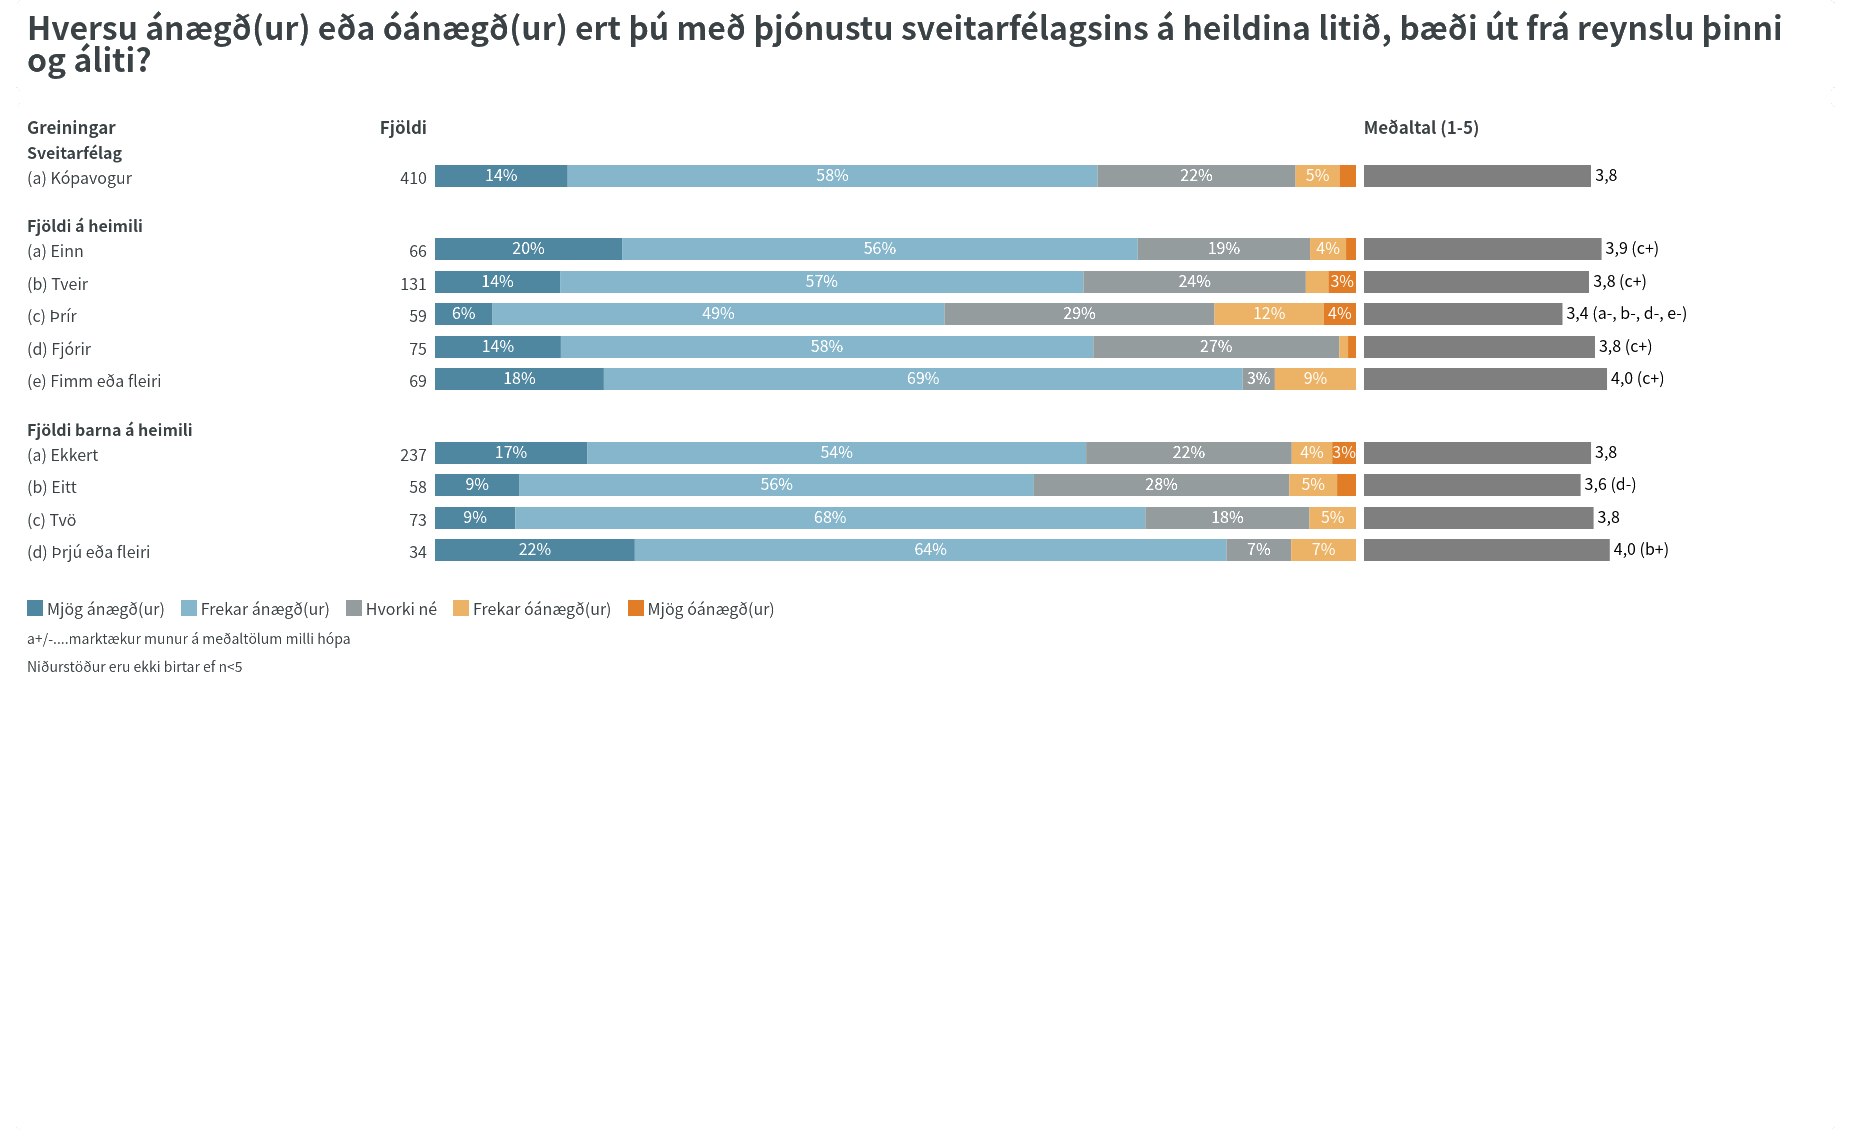 Hversu ánægð(ur) eða óánægð(ur) ert þú með þjónustu sveitarfélagsins á heildina litið, bæði út frá reynslu þinni
og áliti?
Greiningar Fjöldi Meðaltal (1-5)
Sveitarfélag
(a) Kópavogur 410 14% 58% 22% 5% 3,8
Fjöldi á heimili
(a) Einn 66 20% 56% 19% 4% 3,9 (c+)
(b) Tveir 131 14% 57% 24% 3% 3,8 (c+)
(c) Þrír 59 6% 49% 29% 12% 4% 3,4 (a-, b-, d-, e-)
(d) Fjórir 75 14% 58% 27% 3,8 (c+)
(e) Fimm eða fleiri 69 18% 69% 3% 9% 4,0 (c+)
Fjöldi barna á heimili
(a) Ekkert 237 17% 54% 22% 4% 3% 3,8
(b) Eitt 58 9% 56% 28% 5% 3,6 (d-)
(c) Tvö 73 9% 68% 18% 5% 3,8
(d) Þrjú eða fleiri 34 22% 64% 7% 7% 4,0 (b+)
Mjög ánægð(ur) Frekar ánægð(ur) Hvorki né Frekar óánægð(ur) Mjög óánægð(ur)
a+/-....marktækur munur á meðaltölum milli hópa
Niðurstöður eru ekki birtar ef n<5